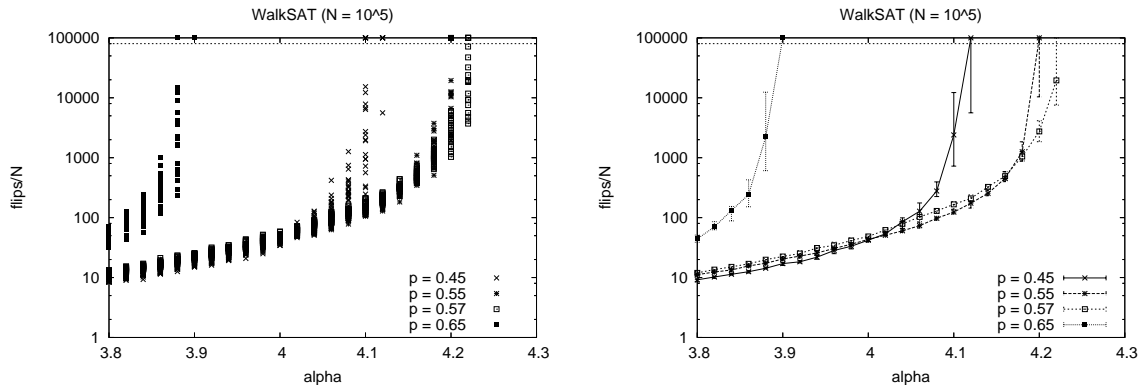 WalkSAT (N = 10^5)
100000
10000
1000
100
10
1
flips/N
p = 0.45
p = 0.55
p = 0.57
p = 0.65
3.8
3.9
4
4.1
4.2
4.3
alpha
WalkSAT (N = 10^5)
100000
10000
1000
100
10
1
flips/N
p = 0.45
p = 0.55
p = 0.57
p = 0.65
3.8
3.9
4
4.1
4.2
4.3
alpha